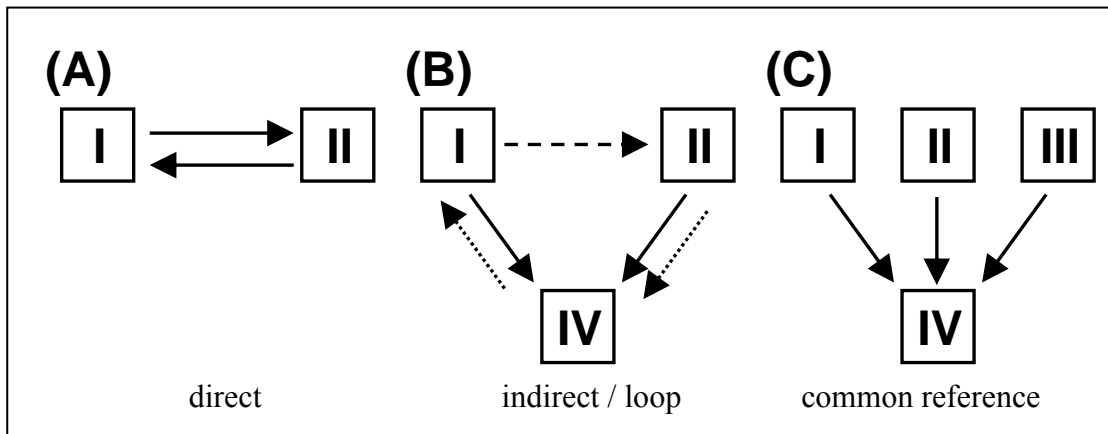 (A) (B) (C)
I II I II I II III
IV IV
direct indirect / loop common reference